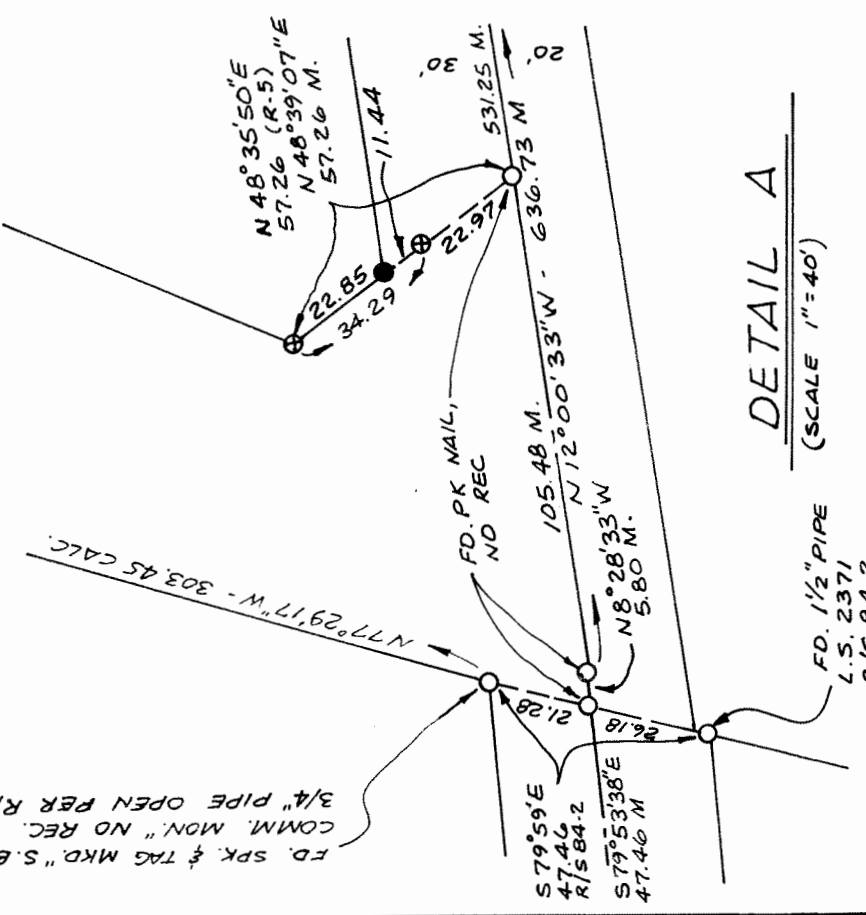 N 48° 35' 50" E
57.26 (R-5)
N 48° 39' 07" E
57.26 M.
11.44
30'
20'
531.25 M.
22.85
34.29
22.97
FD. PK NAIL,
NO REC
105.48 M.
N 12° 00' 33" W - 636.73 M
N 77° 29' 17" W - 303.45 CALC.
N 8° 28' 33" W
5.80 M.
21.28
26.18
S 79° 59' E
47.46
R/S 84-2
S 79° 53' 38" E
47.46 M
FD. SPK. & TAG MKD. "S.B.
COMM. MON." NO REC.
3/4" PIPE OPEN PER
FD. 1½" PIPE
L.S. 2371
DETAIL A
(SCALE 1" = 40')